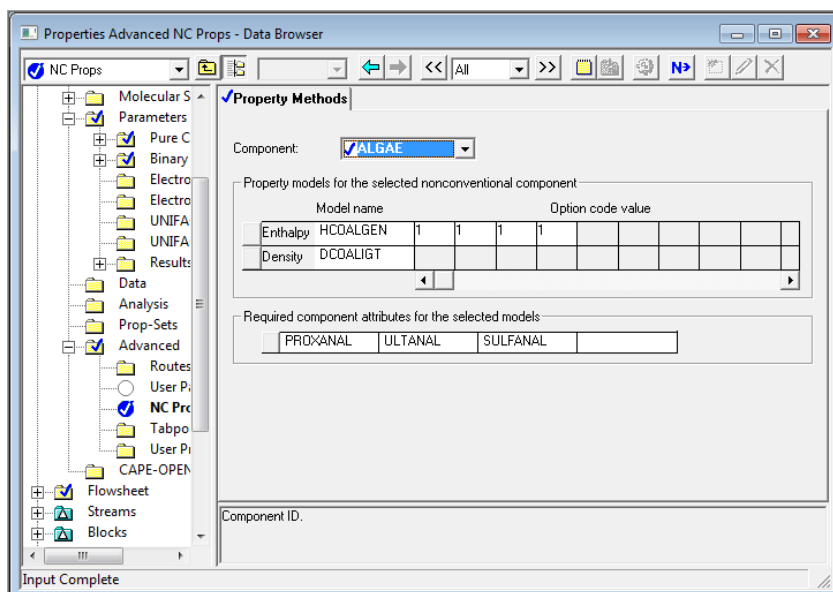 Properties Advanced NC Props - Data Browser
NC Props
<< All >> N>
Molecular S
Parameters
Pure C
Binary
Electro
Electro
UNIFA
UNIFA
Results
Data
Analysis
Prop-Sets
Advanced
Routes
User Pa
NC Pro
Tabpo
User Pr
CAPE-OPEN
Flowsheet
Streams
Blocks
Property Methods
Component: ALGAE
Property models for the selected nonconventional component
Model name Option code value
Enthalpy HCOALGEN 1 1 1 1
Density DCOALIGT
Required component attributes for the selected models
PROXANAL ULTANAL SULFANAL
Component ID.
Input Complete